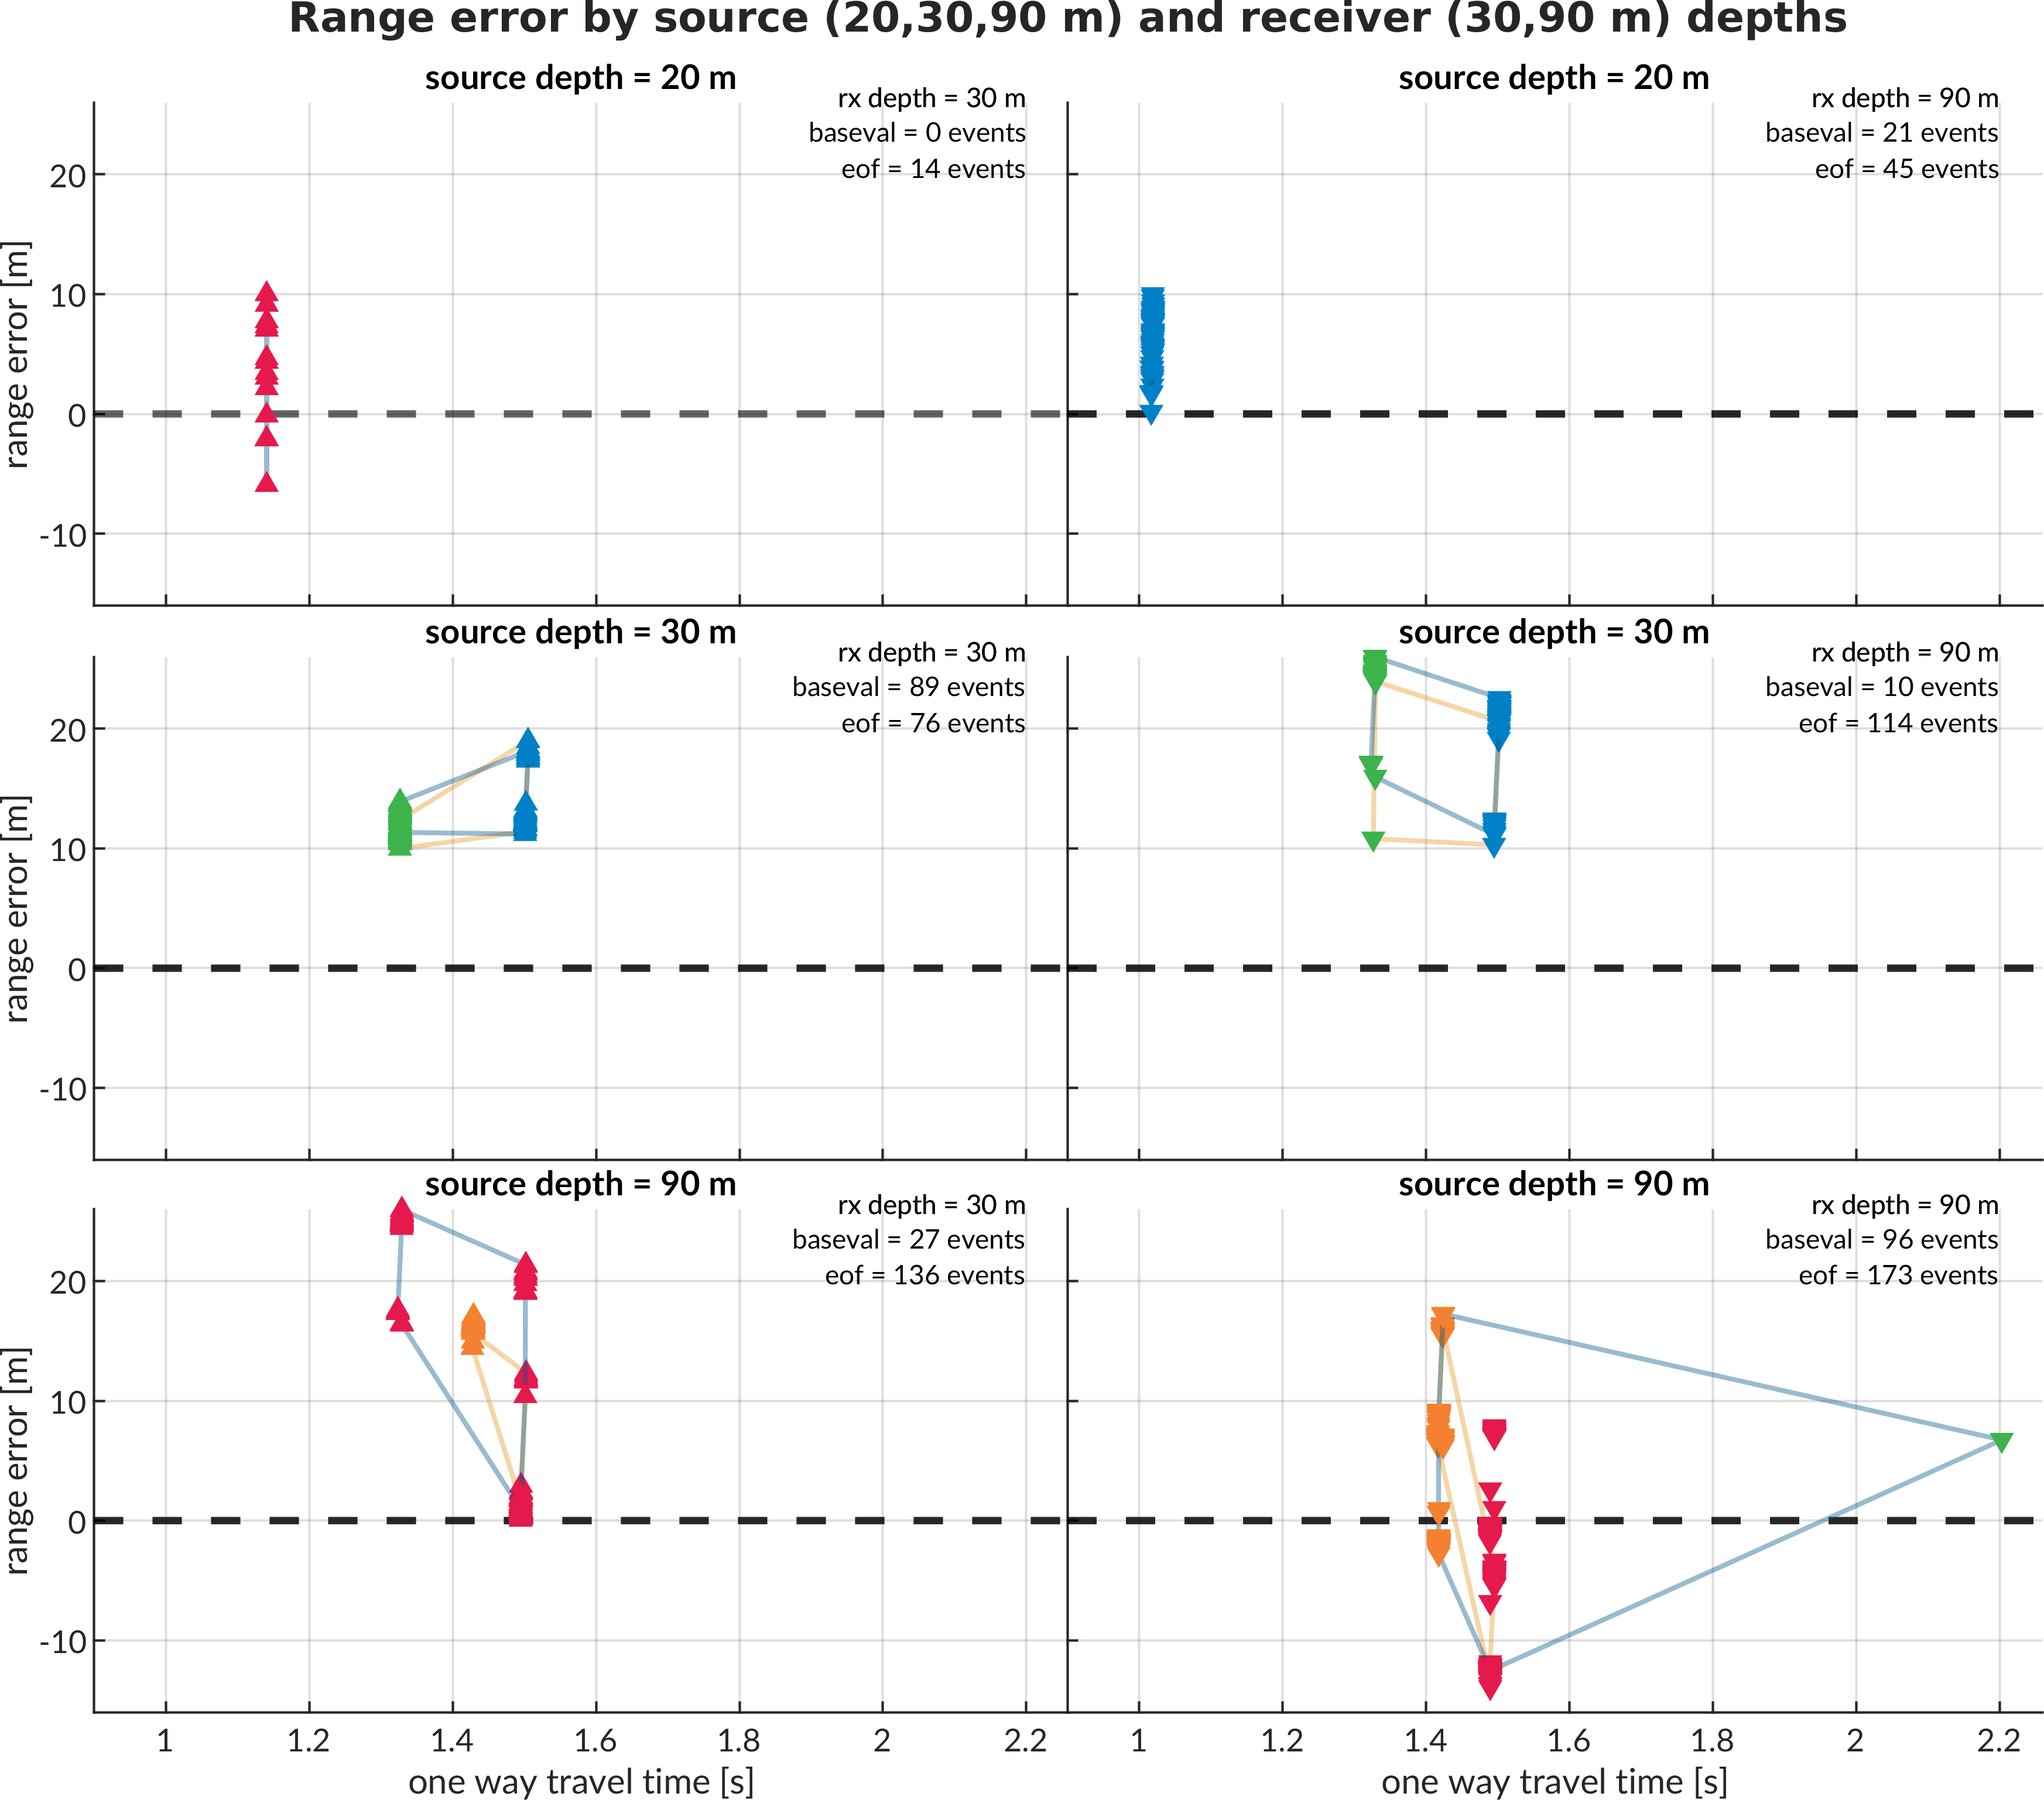 Range error by source (20,30,90 m) and receiver (30,90 m) depths
source depth = 20 m
rx depth = 30 m
baseval = 0 events
eof = 14 events
range error [m]
20
10
0
-10
source depth = 20 m
rx depth = 90 m
baseval = 21 events
eof = 45 events
source depth = 30 m
rx depth = 30 m
baseval = 89 events
eof = 76 events
range error [m]
20
10
0
-10
source depth = 30 m
rx depth = 90 m
baseval = 10 events
eof = 114 events
source depth = 90 m
rx depth = 30 m
baseval = 27 events
eof = 136 events
range error [m]
20
10
0
-10
1 1.2 1.4 1.6 1.8 2 2.2
one way travel time [s]
source depth = 90 m
rx depth = 90 m
baseval = 96 events
eof = 173 events
1 1.2 1.4 1.6 1.8 2 2.2
one way travel time [s]